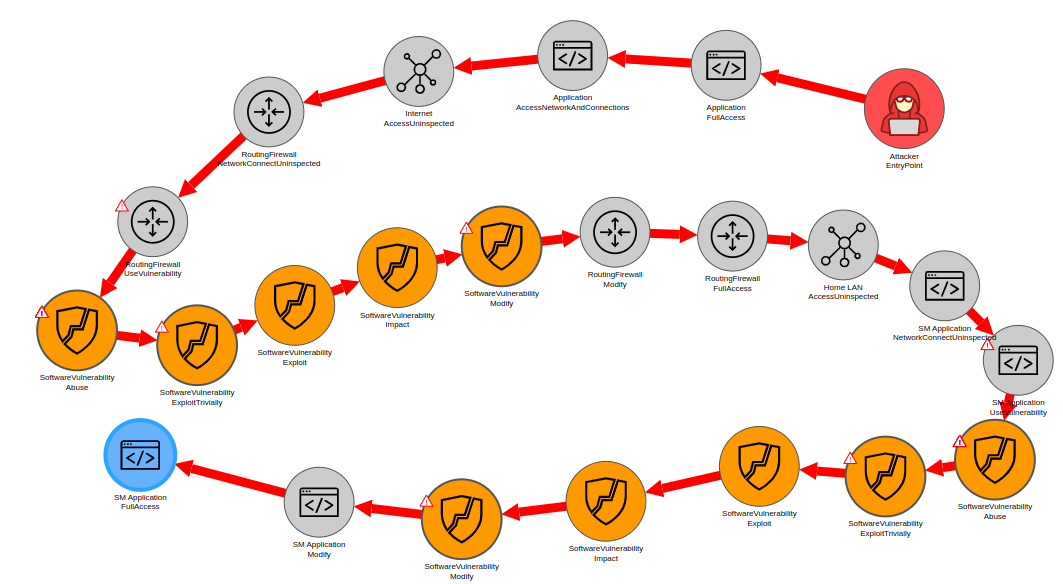 Attacker
EntryPoint
Application
FullAccess
Application
AccessNetworkAndConnections
Internet
AccessUninspected
RoutingFirewall
NetworkConnectUninspected
RoutingFirewall
UseVulnerability
SoftwareVulnerability
Abuse
SoftwareVulnerability
ExploitTrivially
SoftwareVulnerability
Exploit
SoftwareVulnerability
Impact
SoftwareVulnerability
Modify
RoutingFirewall
Modify
RoutingFirewall
FullAccess
Home LAN
AccessUninspected
SM Application
NetworkConnectUninspected
SM Application
UseVulnerability
SoftwareVulnerability
Abuse
SoftwareVulnerability
ExploitTrivially
SoftwareVulnerability
Exploit
SoftwareVulnerability
Impact
SoftwareVulnerability
Modify
SM Application
Modify
SM Application
FullAccess